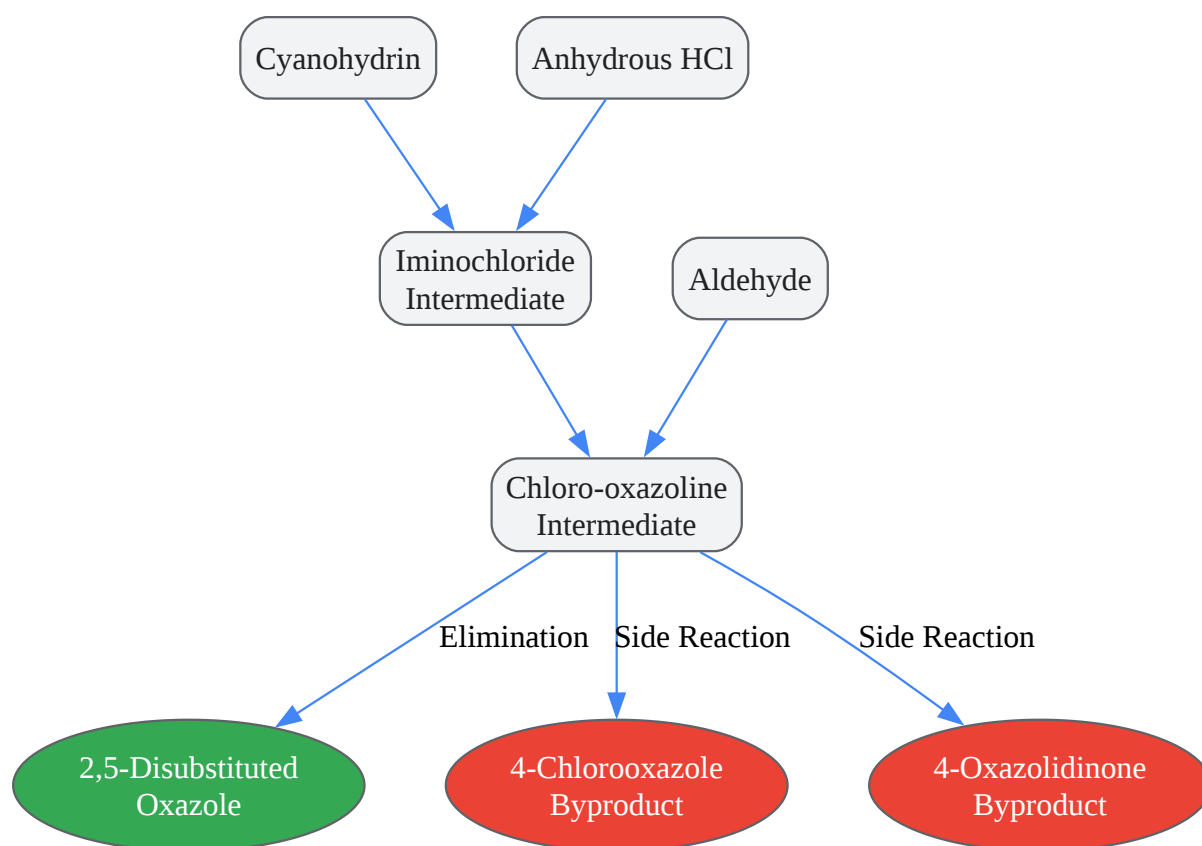 Cyanohydrin
Anhydrous HCl
Iminochloride
Intermediate
Aldehyde
Chloro-oxazoline
Intermediate
Elimination
Side Reaction
Side Reaction
2,5-Disubstituted
Oxazole
4-Chlorooxazole
Byproduct
4-Oxazolidinone
Byproduct